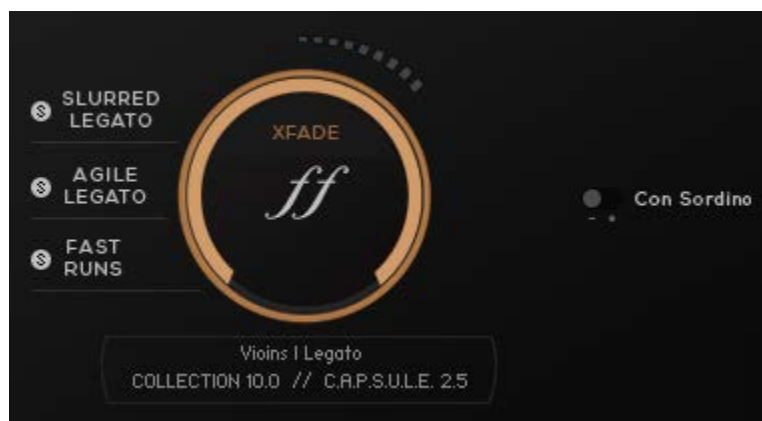 SLURRED
LEGATO
AGILE
LEGATO
FAST
RUNS
XFADE
ff
Con Sordino
Vioins I Legato
COLLECTION 10.0 // C.A.P.S.U.L.E. 2.5